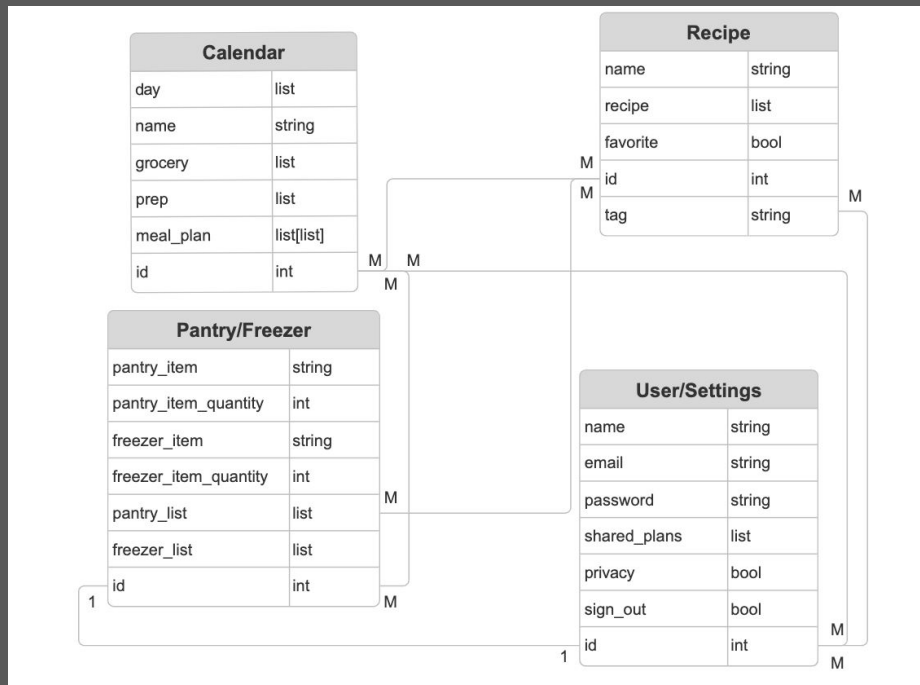 Calendar
day list
name string
grocery list
prep list
meal_plan list[list]
id int
Recipe
name string
recipe list
favorite bool
id int
tag string
M
M
M
M
M
M
Pantry/Freezer
pantry_item string
pantry_item_quantity int
freezer_item string
freezer_item_quantity int
pantry_list list
freezer_list list
id int
M
M
1
User/Settings
name string
email string
password string
shared_plans list
privacy bool
sign_out bool
id int
M
M
1